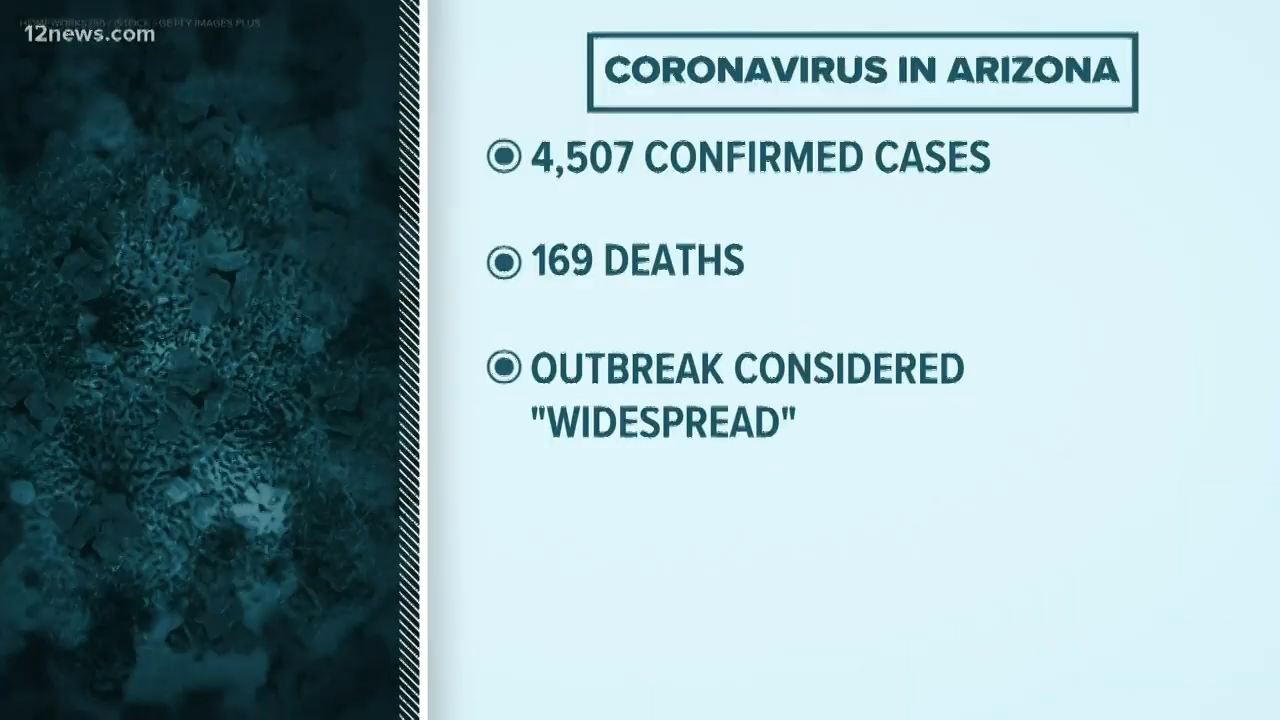 12news.com
CORONAVIRUS IN ARIZONA
4,507 CONFIRMED CASES
169 DEATHS
OUTBREAK CONSIDERED
"WIDESPREAD"